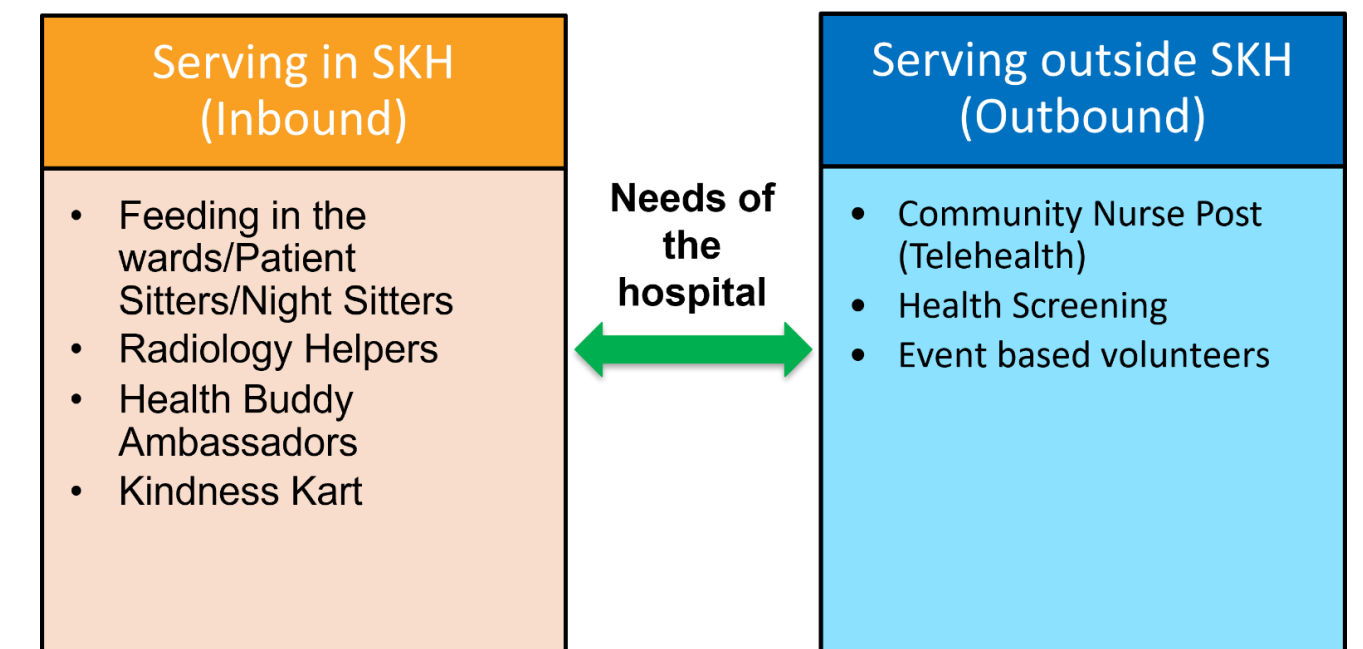 Serving in SKH
(Inbound)
• Feeding in the
wards/Patient
Sitters/Night Sitters
• Radiology Helpers
• Health Buddy
Ambassadors
• Kindness Kart
Needs of
the
hospital
Serving outside SKH
(Outbound)
• Community Nurse Post
(Telehealth)
• Health Screening
• Event based volunteers